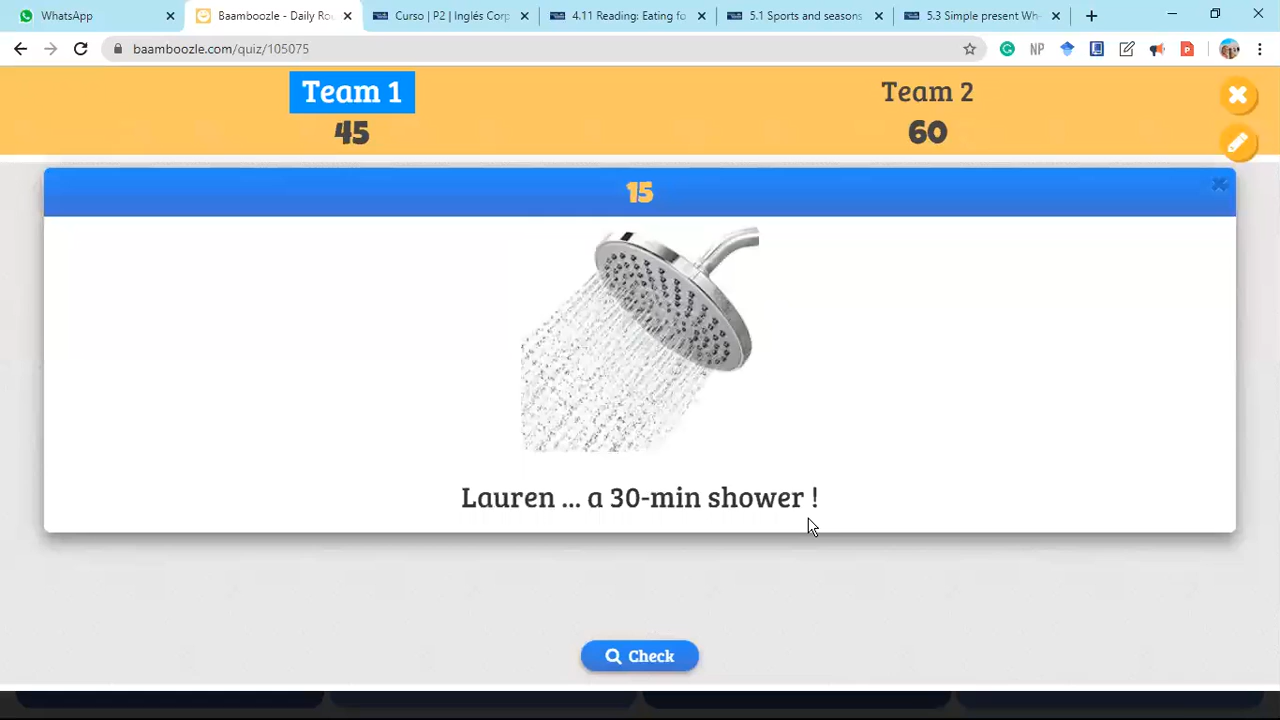 WhatsApp
Baamboozle - Daily Rou
Curso | P2 | Inglés Corp
4.11 Reading: Eating fo
5.1 Sports and seasons
5.3 Simple present Wh-
baamboozle.com/quiz/105075
NP
Team 1
45
Team 2
60
15
Lauren ... a 30-min shower !
Check